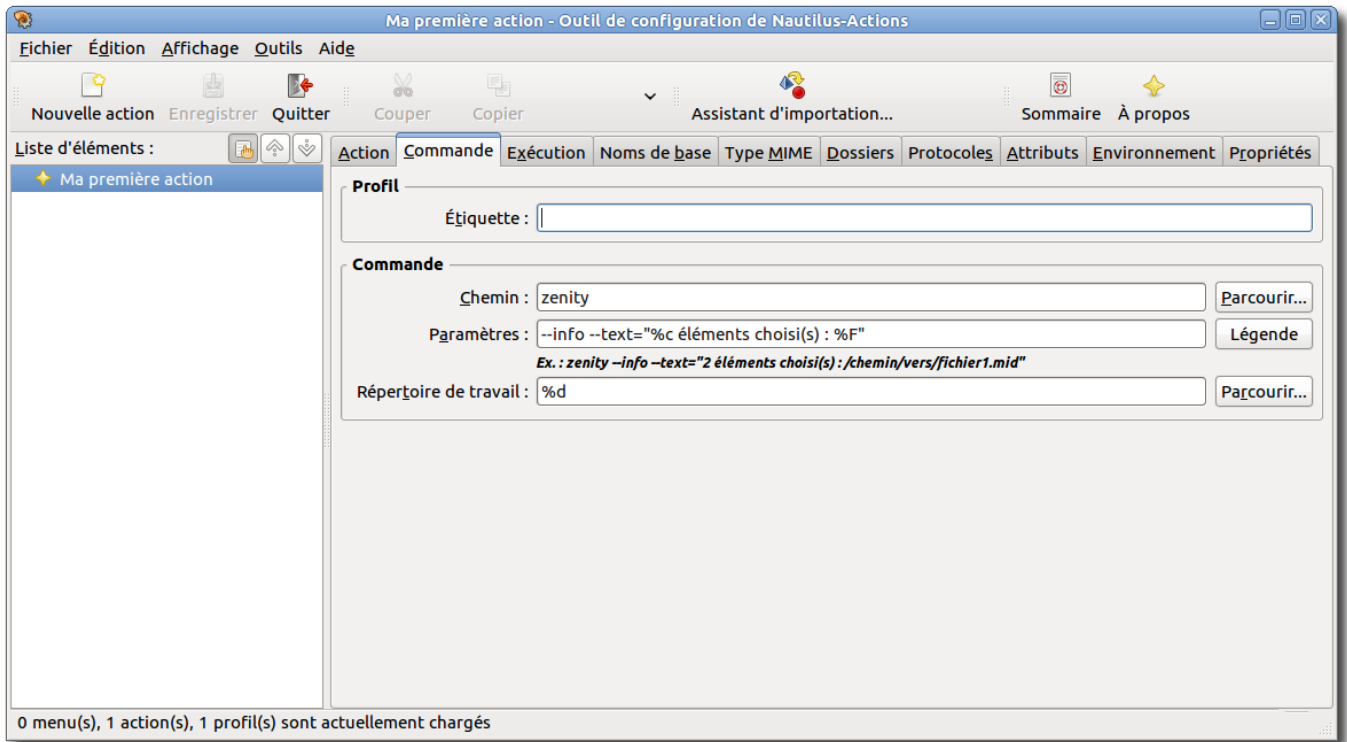 Ma première action - Outil de configuration de Nautilus-Actions
Fichier Édition Affichage Outils Aide
Nouvelle action Enregistrer Quitter Couper Copier Assistant d'importation... Sommaire À propos
Liste d'éléments :
Action Commande Exécution Noms de base Type MIME Dossiers Protocoles Attributs Environnement Propriétés
Ma première action
Profil
Étiquette :
Commande
Chemin : zenity Parcourir...
Paramètres : --info --text="%c éléments choisi(s) : %F" Légende
Ex. : zenity --info --text="2 éléments choisi(s) : /chemin/vers/fichier1.mid"
Répertoire de travail : %d Parcourir...
0 menu(s), 1 action(s), 1 profil(s) sont actuellement chargés